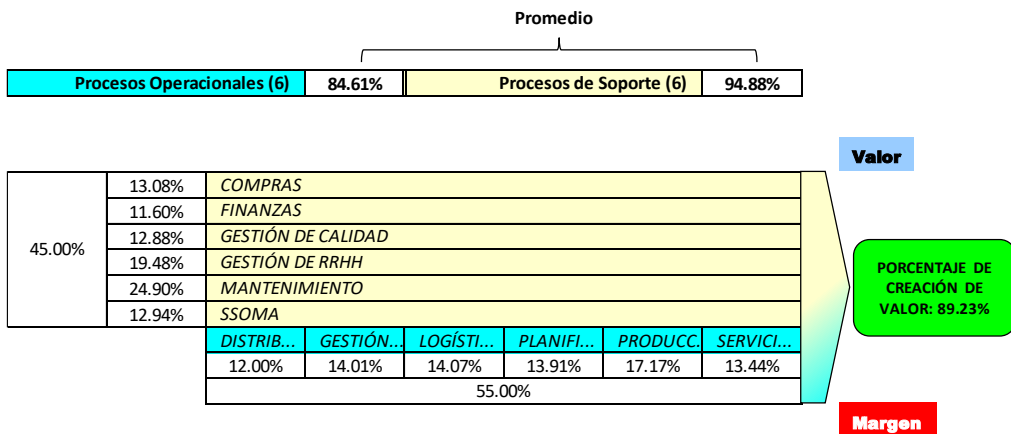 Promedio
Procesos Operacionales (6) 84.61% Procesos de Soporte (6) 94.88%
Valor
45.00%
13.08% COMPRAS
11.60% FINANZAS
12.88% GESTIÓN DE CALIDAD
19.48% GESTIÓN DE RRHH
24.90% MANTENIMIENTO
12.94% SSOMA
PORCENTAJE DE
CREACIÓN DE
VALOR: 89.23%
DISTRIB... GESTIÓN... LOGÍSTI... PLANIFI... PRODUCC. SERVICI...
12.00% 14.01% 14.07% 13.91% 17.17% 13.44%
55.00%
Margen